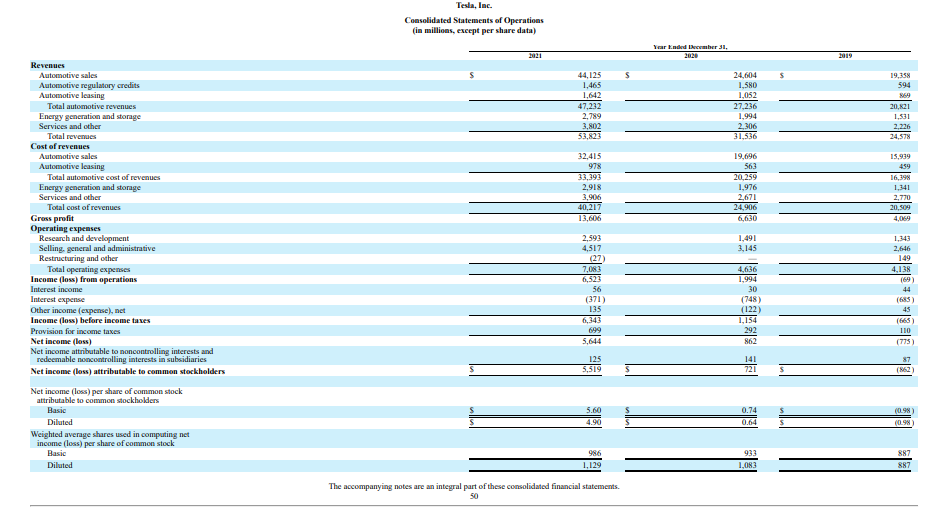 Tesla, Inc.
Consolidated Statements of Operations
(in millions, except per share data)
Year Ended December 31,
2021 2020 2019
Revenues
Automotive sales $ 44,125 $ 24,604 $ 19,358
Automotive regulatory credits 1,465 1,580 594
Automotive leasing 1,642 1,052 869
Total automotive revenues 47,232 27,236 20,821
Energy generation and storage 2,789 1,994 1,531
Services and other 3,802 2,306 2,226
Total revenues 53,823 31,536 24,578
Cost of revenues
Automotive sales 32,415 19,696 15,939
Automotive leasing 978 563 459
Total automotive cost of revenues 33,393 20,259 16,398
Energy generation and storage 2,918 1,976 1,341
Services and other 3,906 2,671 2,770
Total cost of revenues 40,217 24,906 20,509
Gross profit 13,606 6,630 4,069
Operating expenses
Research and development 2,593 1,491 1,343
Selling, general and administrative 4,517 3,145 2,646
Restructuring and other (27) — 149
Total operating expenses 7,083 4,636 4,138
Income (loss) from operations 6,523 1,994 (69)
Interest income 56 30 44
Interest expense (371) (748) (685)
Other income (expense), net 135 (122) 45
Income (loss) before income taxes 6,343 1,154 (665)
Provision for income taxes 699 292 110
Net income (loss) 5,644 862 (775)
Net income attributable to noncontrolling interests and
redeemable noncontrolling interests in subsidiaries 125 141 87
Net income (loss) attributable to common stockholders $ 5,519 $ 721 $ (862)
Net income (loss) per share of common stock
attributable to common stockholders
Basic $ 5.60 $ 0.74 $ (0.98)
Diluted $ 4.90 $ 0.64 $ (0.98)
Weighted average shares used in computing net
income (loss) per share of common stock
Basic 986 933 887
Diluted 1,129 1,083 887
The accompanying notes are an integral part of these consolidated financial statements.
50